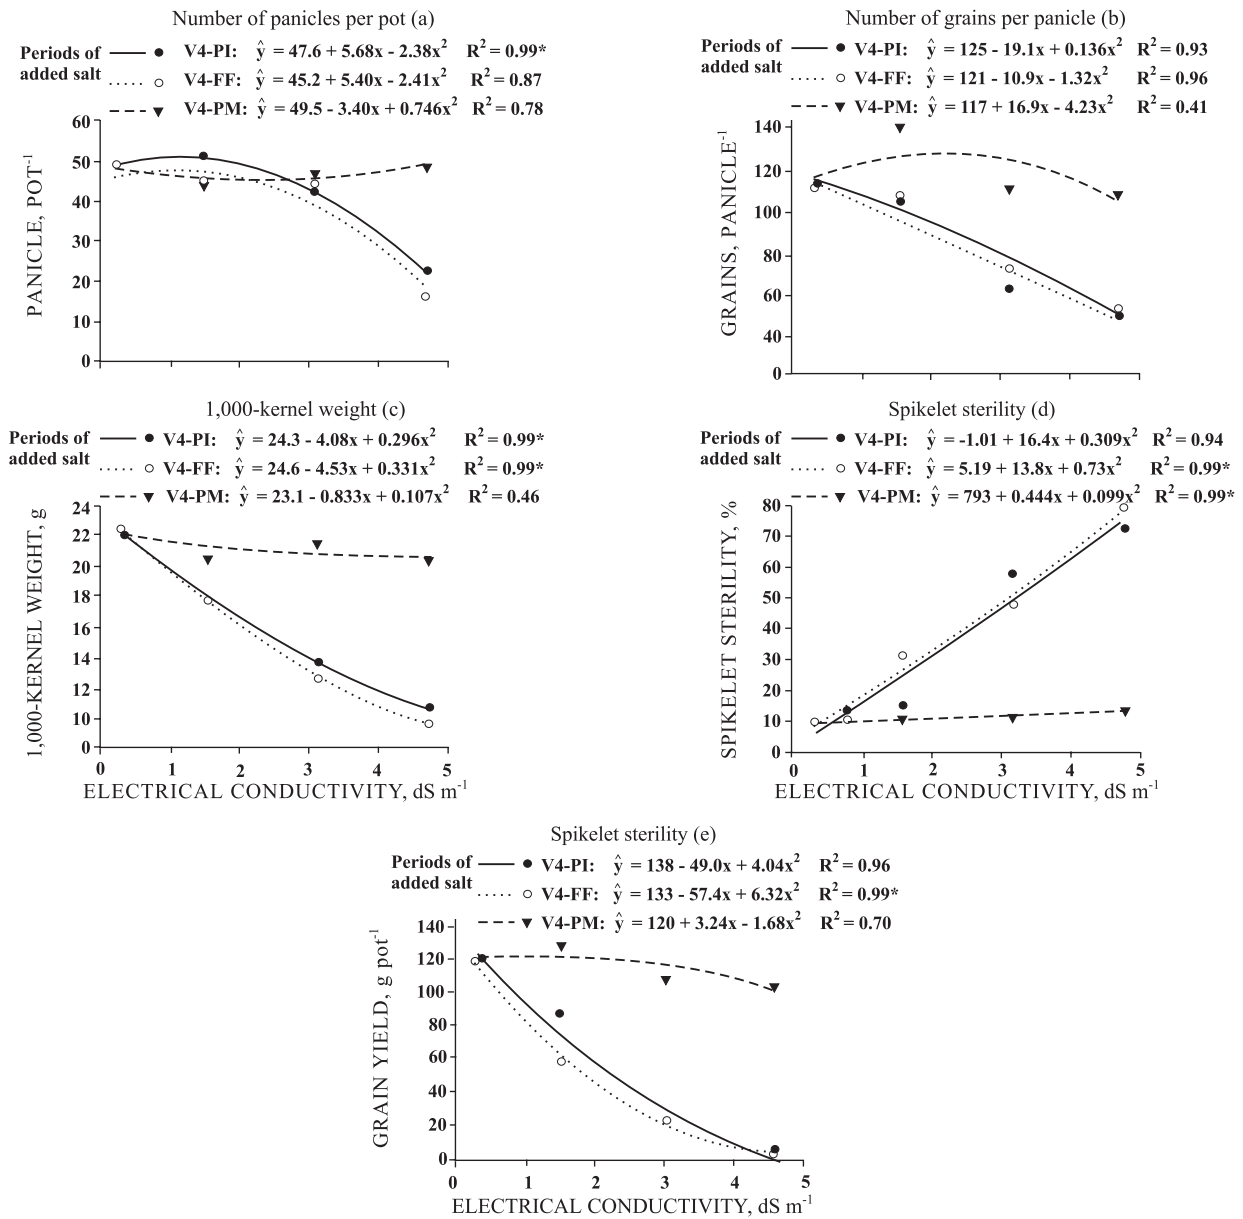 Number of panicles per pot (a)
Periods of added salt
V4-PI: ŷ = 47.6 + 5.68x - 2.38x² R² = 0.99*
V4-FF: ŷ = 45.2 + 5.40x - 2.41x² R² = 0.87
V4-PM: ŷ = 49.5 - 3.40x + 0.746x² R² = 0.78
PANICLE, POT⁻¹
60
50
40
30
20
10
0
Number of grains per panicle (b)
Periods of added salt
V4-PI: ŷ = 125 - 19.1x + 0.136x² R² = 0.93
V4-FF: ŷ = 121 - 10.9x - 1.32x² R² = 0.96
V4-PM: ŷ = 117 + 16.9x - 4.23x² R² = 0.41
GRAINS, PANICLE⁻¹
140
120
100
80
60
40
0
1,000-kernel weight (c)
Periods of added salt
V4-PI: ŷ = 24.3 - 4.08x + 0.296x² R² = 0.99*
V4-FF: ŷ = 24.6 - 4.53x + 0.331x² R² = 0.99*
V4-PM: ŷ = 23.1 - 0.833x + 0.107x² R² = 0.46
1,000-KERNEL WEIGHT, g
24
22
20
18
16
14
12
10
0
0 1 2 3 4 5
ELECTRICAL CONDUCTIVITY, dS m⁻¹
Spikelet sterility (d)
Periods of added salt
V4-PI: ŷ = -1.01 + 16.4x + 0.309x² R² = 0.94
V4-FF: ŷ = 5.19 + 13.8x + 0.73x² R² = 0.99*
V4-PM: ŷ = 793 + 0.444x + 0.099x² R² = 0.99*
SPIKELET STERILITY, %
80
70
60
50
40
30
20
10
0
0 1 2 3 4 5
ELECTRICAL CONDUCTIVITY, dS m⁻¹
Spikelet sterility (e)
Periods of added salt
V4-PI: ŷ = 138 - 49.0x + 4.04x² R² = 0.96
V4-FF: ŷ = 133 - 57.4x + 6.32x² R² = 0.99*
V4-PM: ŷ = 120 + 3.24x - 1.68x² R² = 0.70
GRAIN YIELD, g pot⁻¹
140
120
100
80
60
40
20
0
0 1 2 3 4 5
ELECTRICAL CONDUCTIVITY, dS m⁻¹